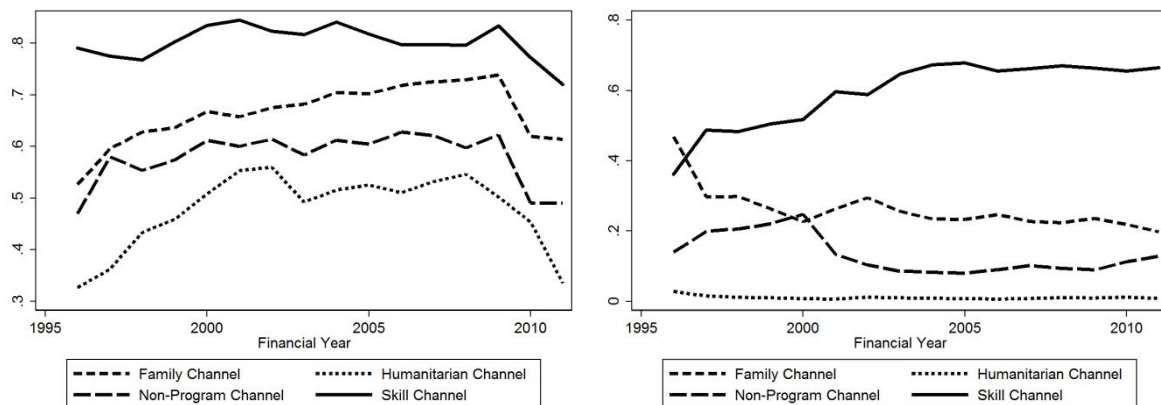 .8
.7
.6
.5
.4
.3
1995 2000 2005 2010
Financial Year
Family Channel Humanitarian Channel
Non-Program Channel Skill Channel
.8
.6
.4
.2
0
1995 2000 2005 2010
Financial Year
Family Channel Humanitarian Channel
Non-Program Channel Skill Channel